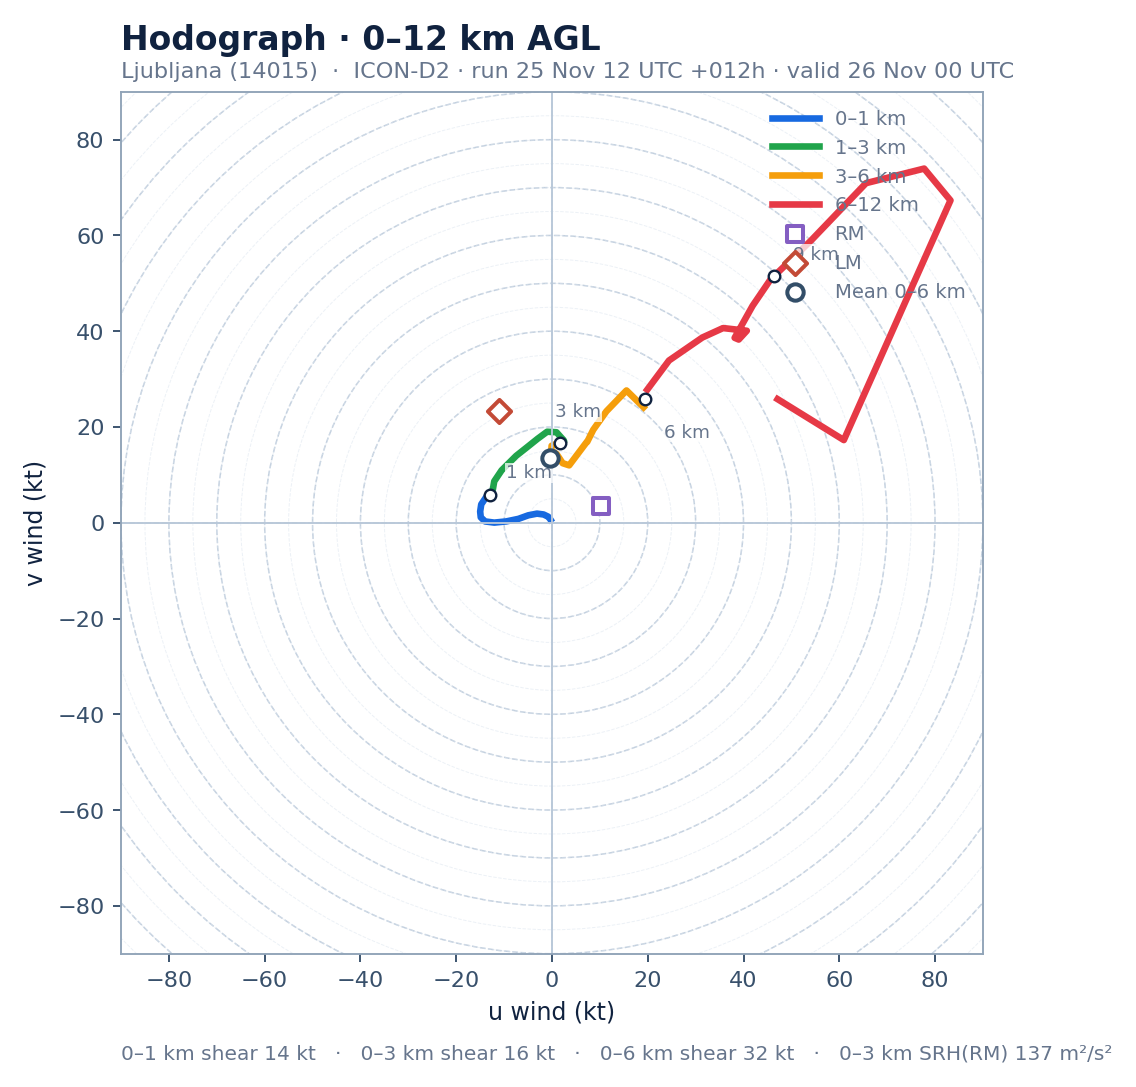 Hodograph · 0–12 km AGL
Ljubljana (14015) · ICON-D2 · run 25 Nov 12 UTC +012h · valid 26 Nov 00 UTC
0–1 km
1–3 km
3–6 km
6–12 km
RM
LM
Mean 0–6 km
9 km
3 km
6 km
1 km
80
60
40
20
0
−20
−40
−60
−80
v wind (kt)
−80 −60 −40 −20 0 20 40 60 80
u wind (kt)
0–1 km shear 14 kt · 0–3 km shear 16 kt · 0–6 km shear 32 kt · 0–3 km SRH(RM) 137 m²/s²